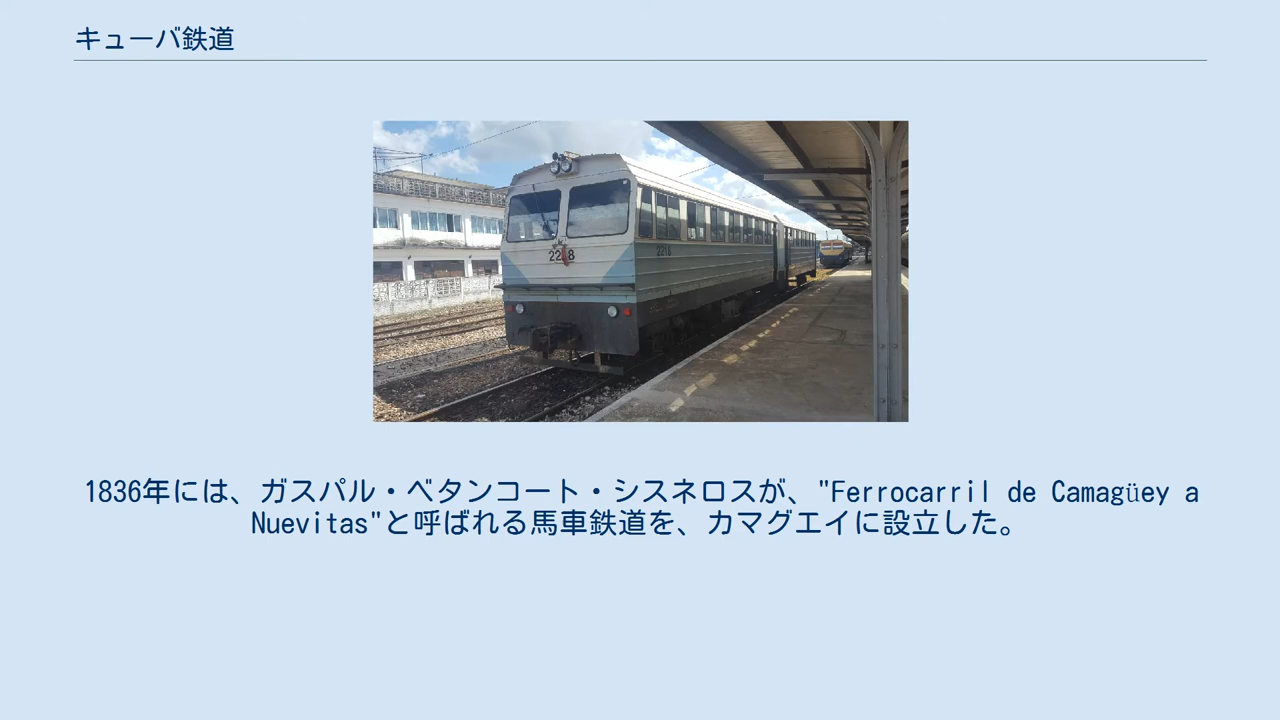 キューバ鉄道
2218
2218
1836年には、ガスパル・ベタンコート・シスネロスが、"Ferrocarril de Camagüey a
Nuevitas"と呼ばれる馬車鉄道を、カマグエイに設立した。